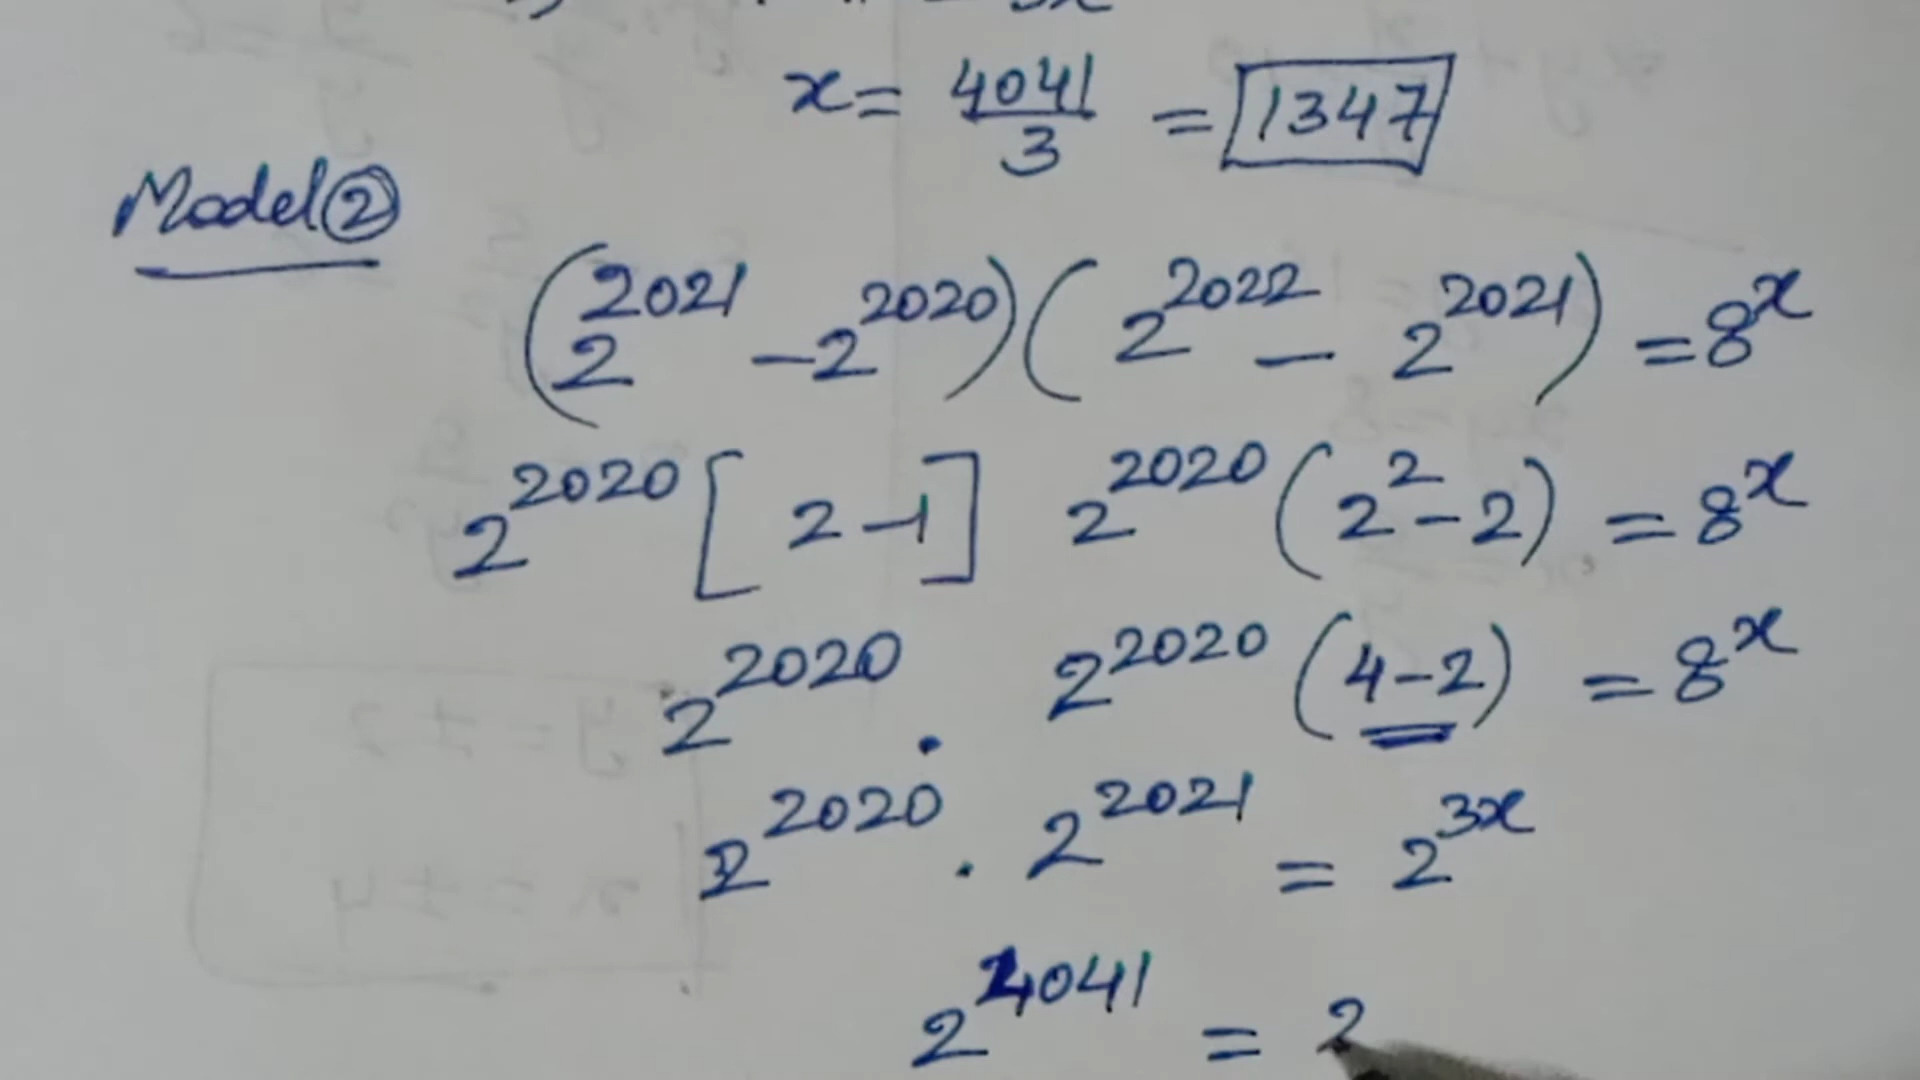 x = 4041/3 = 1347
Model ②
(2^2021 - 2^2020)(2^2022 - 2^2021) = 8^x
2^2020 [2-1] 2^2020 (2^2 - 2) = 8^x
2^2020 . 2^2020 (4-2) = 8^x
2^2020 . 2^2021 = 2^3x
2^4041 = 2